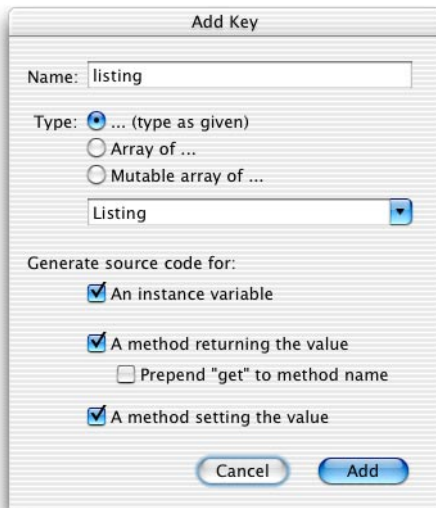 Add Key
Name: listing
Type: ... (type as given)
Array of ...
Mutable array of ...
Listing
Generate source code for:
An instance variable
A method returning the value
Prepend "get" to method name
A method setting the value
Cancel Add